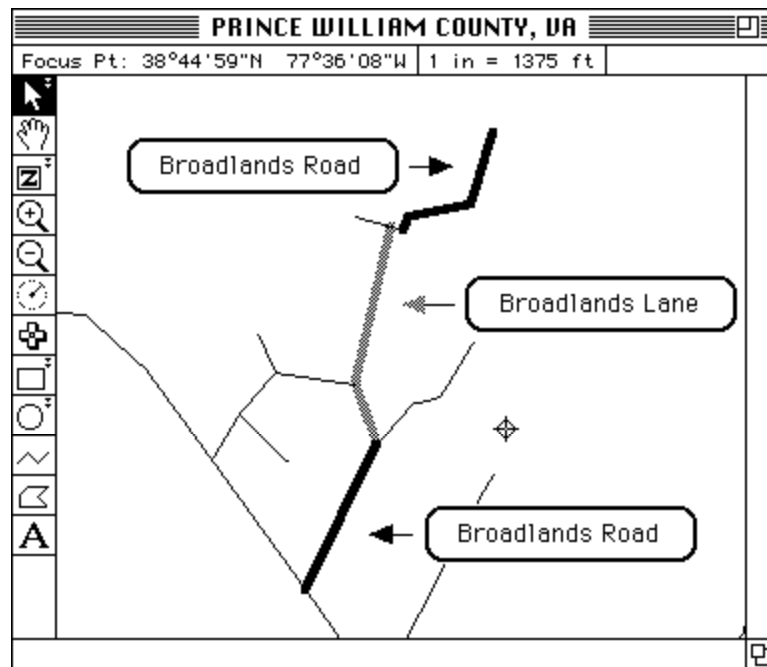 PRINCE WILLIAM COUNTY, VA
Focus Pt: 38°44'59"N 77°36'08"W 1 in = 1375 ft
Broadlands Road
Z
Broadlands Lane
Broadlands Road
A